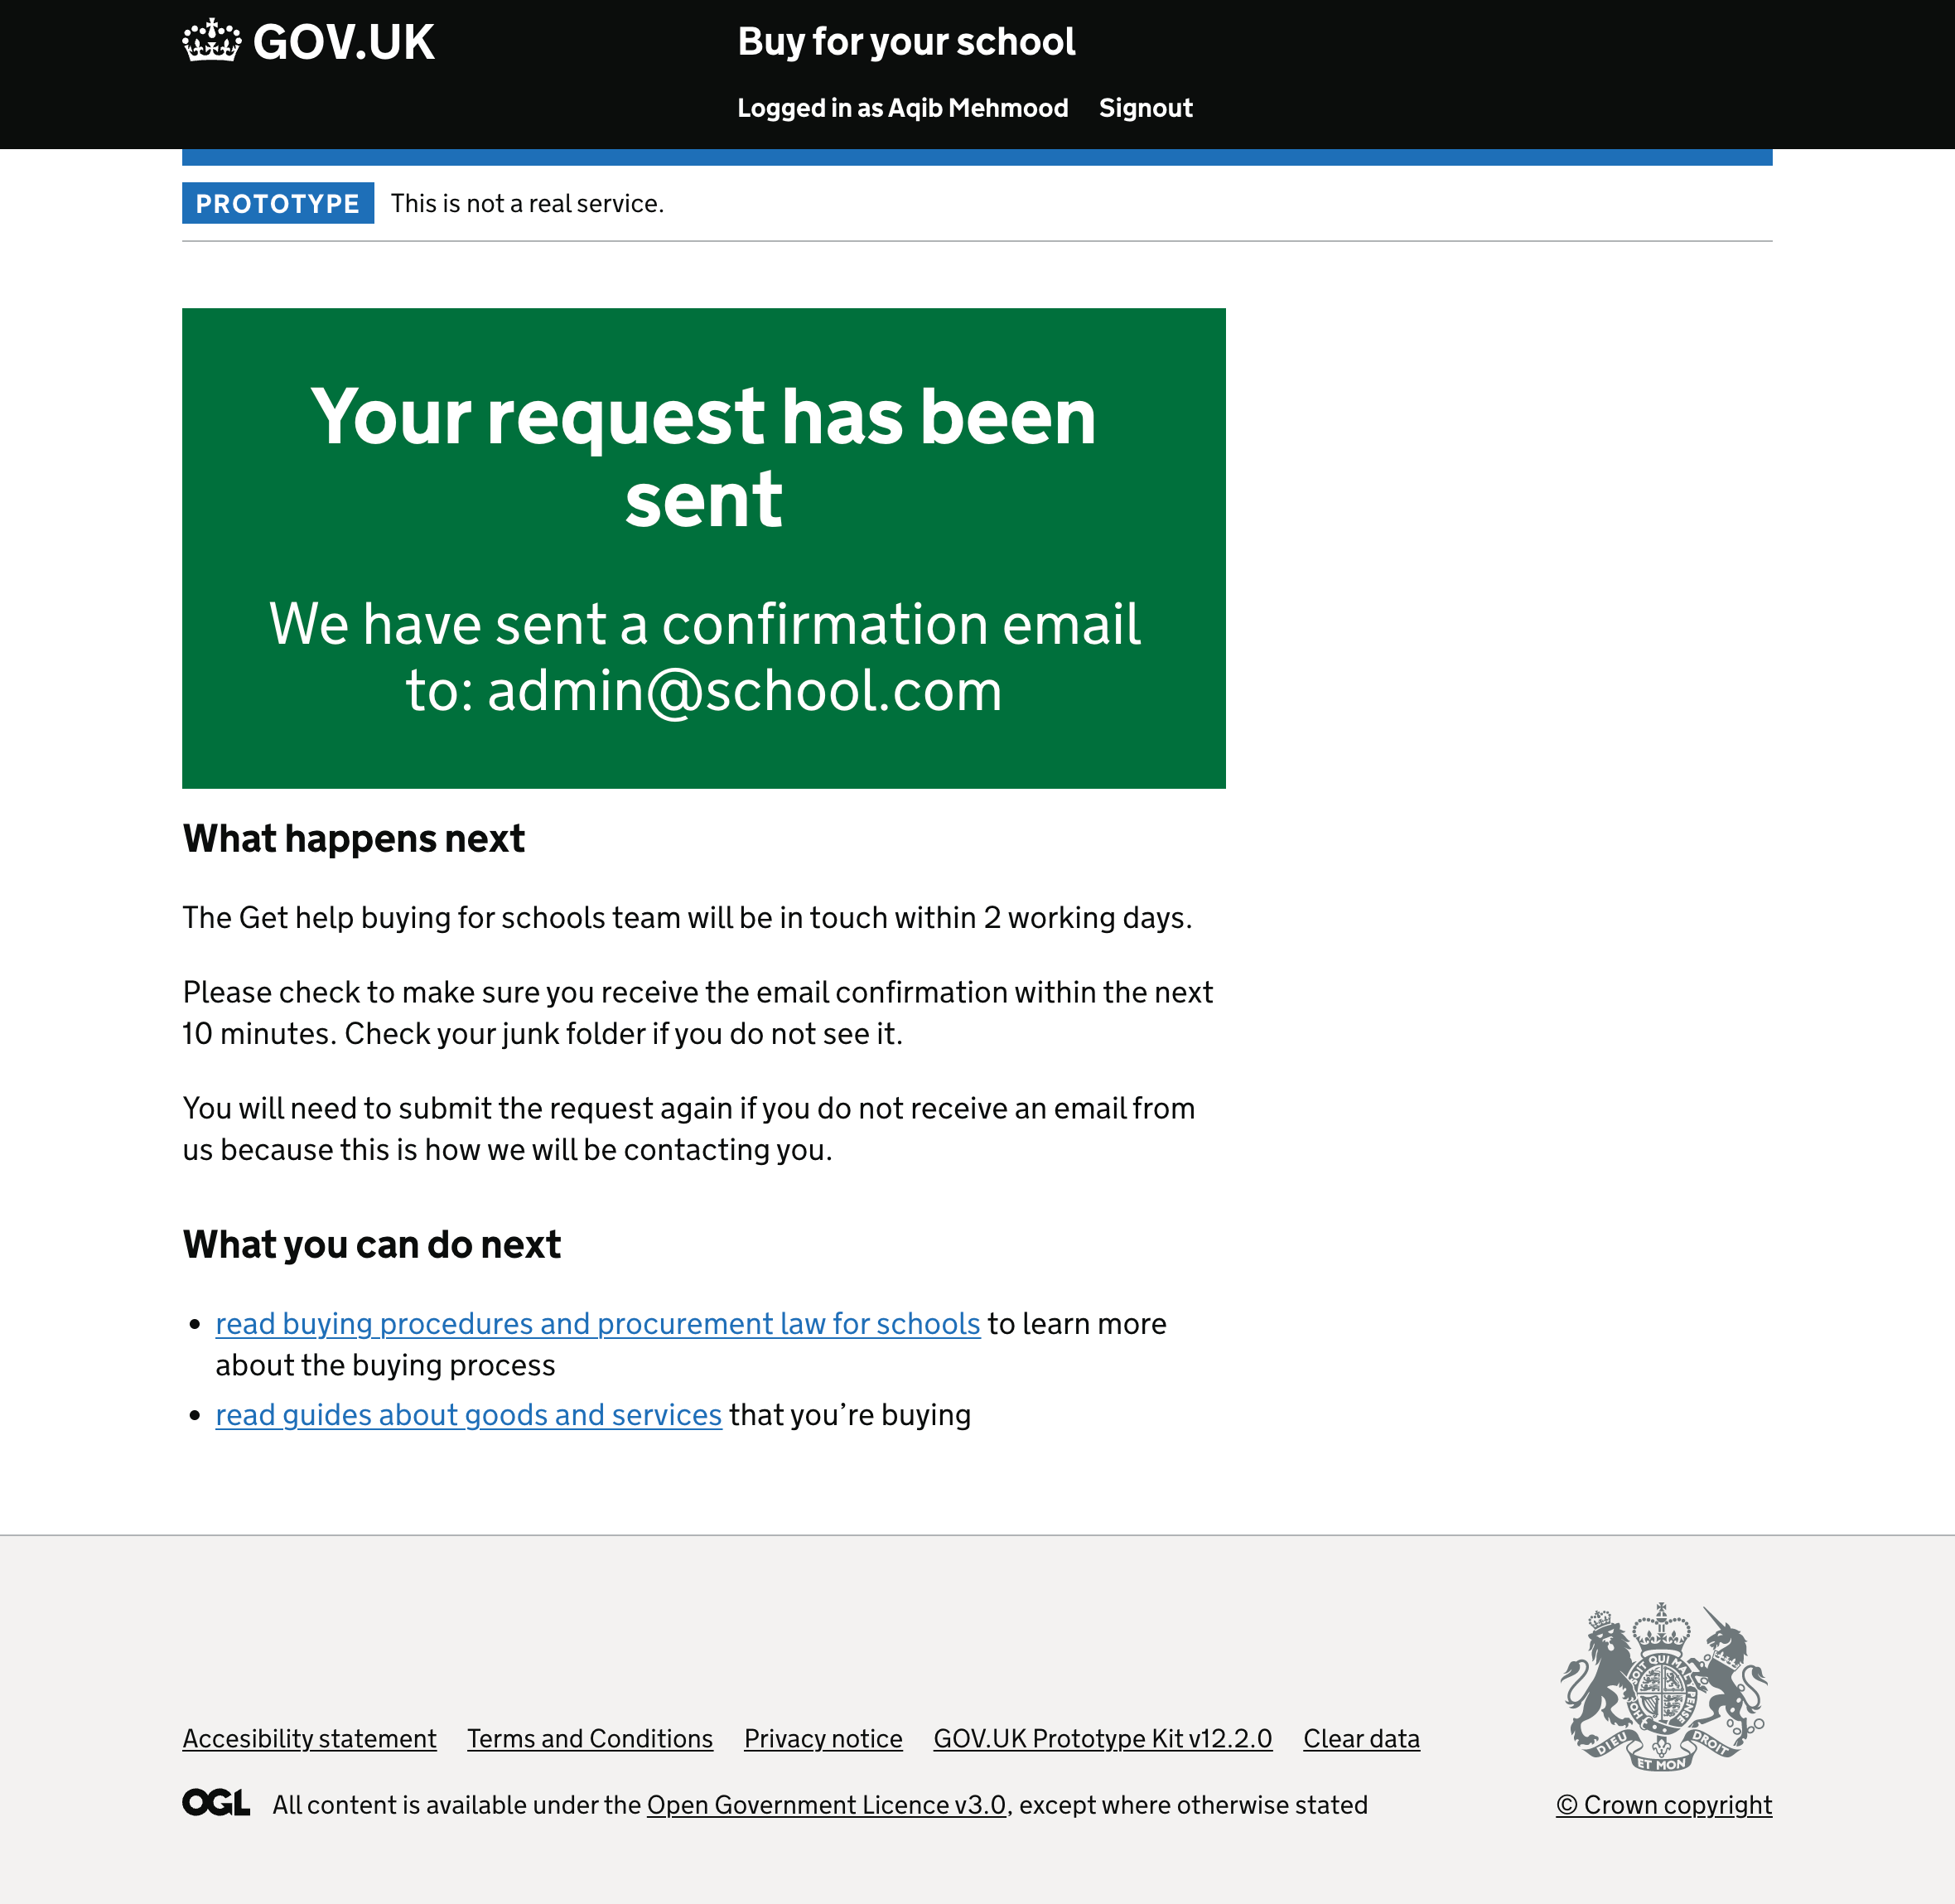 GOV.UK
Buy for your school
Logged in as Aqib Mehmood Signout
PROTOTYPE This is not a real service.
Your request has been
sent
We have sent a confirmation email
to: admin@school.com
What happens next
The Get help buying for schools team will be in touch within 2 working days.
Please check to make sure you receive the email confirmation within the next
10 minutes. Check your junk folder if you do not see it.
You will need to submit the request again if you do not receive an email from
us because this is how we will be contacting you.
What you can do next
• read buying procedures and procurement law for schools to learn more
about the buying process
• read guides about goods and services that you’re buying
Accesibility statement Terms and Conditions Privacy notice GOV.UK Prototype Kit v12.2.0 Clear data
OGL All content is available under the Open Government Licence v3.0, except where otherwise stated
DIEU ET MON DROIT
© Crown copyright